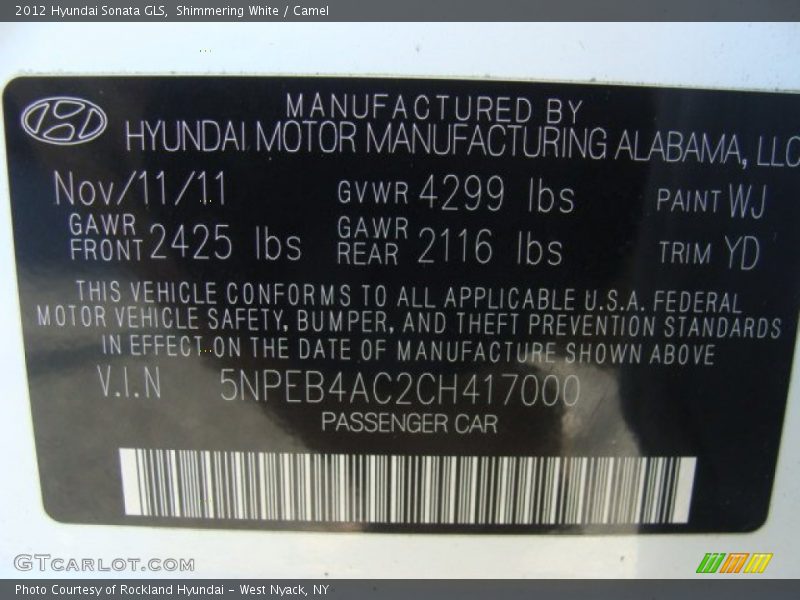 2012 Hyundai Sonata GLS, Shimmering White / Camel
MANUFACTURED BY
HYUNDAI MOTOR MANUFACTURING ALABAMA, LLC
Nov/11/11 GVWR 4299 lbs PAINT WJ
GAWR FRONT 2425 lbs GAWR REAR 2116 lbs TRIM YD
THIS VEHICLE CONFORMS TO ALL APPLICABLE U.S.A. FEDERAL
MOTOR VEHICLE SAFETY, BUMPER, AND THEFT PREVENTION STANDARDS
IN EFFECT ON THE DATE OF MANUFACTURE SHOWN ABOVE
V.I.N 5NPEB4AC2CH417000
PASSENGER CAR
GTCARLOT.COM
Photo Courtesy of Rockland Hyundai - West Nyack, NY